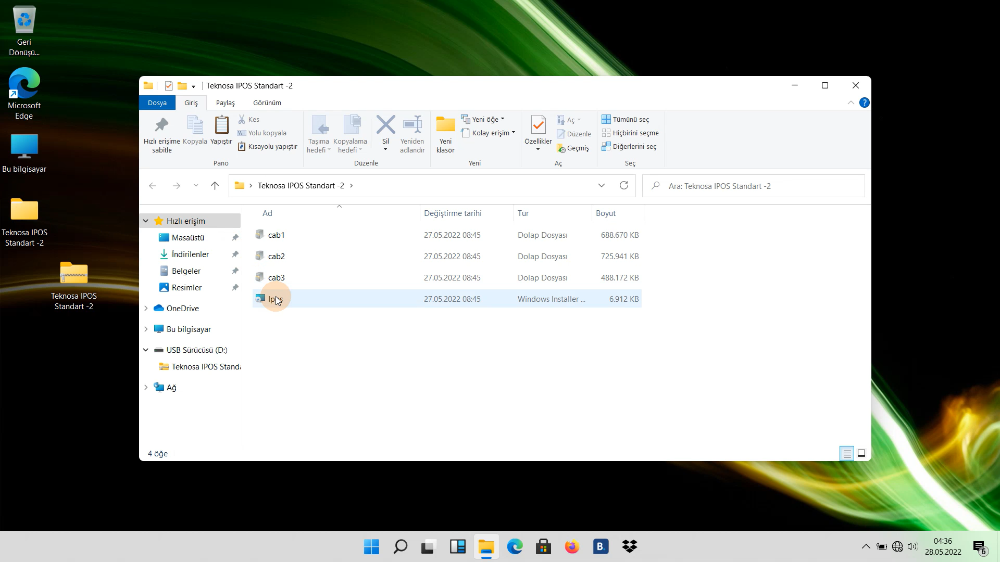 Geri
Dönüşü...
Microsoft
Edge
Bu bilgisayar
Teknosa IPOS
Standart -2
Teknosa IPOS
Standart -2
Teknosa IPOS Standart -2
Dosya
Giriş
Paylaş
Görünüm
?
Hızlı erişime
sabitle
Kopyala
Yapıştır
Kes
Yolu kopyala
Kısayolu yapıştır
Pano
Taşıma
hedefi
Kopyalama
hedefi
Sil
Yeniden
adlandır
Düzenle
Yeni
klasör
Yeni öğe
Kolay erişim
Yeni
Özellikler
Aç
Düzenle
Geçmiş
Aç
Tümünü seç
Hiçbirini seçme
Diğerlerini seç
Seç
Teknosa IPOS Standart -2
Ara: Teknosa IPOS Standart -2
Hızlı erişim
Masaüstü
İndirilenler
Belgeler
Resimler
OneDrive
Bu bilgisayar
USB Sürücüsü (D:)
Teknosa IPOS Standa
Ağ
Ad Değiştirme tarihi Tür Boyut
cab1 27.05.2022 08:45 Dolap Dosyası 688.670 KB
cab2 27.05.2022 08:45 Dolap Dosyası 725.941 KB
cab3 27.05.2022 08:45 Dolap Dosyası 488.172 KB
Ipos 27.05.2022 08:45 Windows Installer ... 6.912 KB
4 öğe
B.
04:36
28.05.2022
6